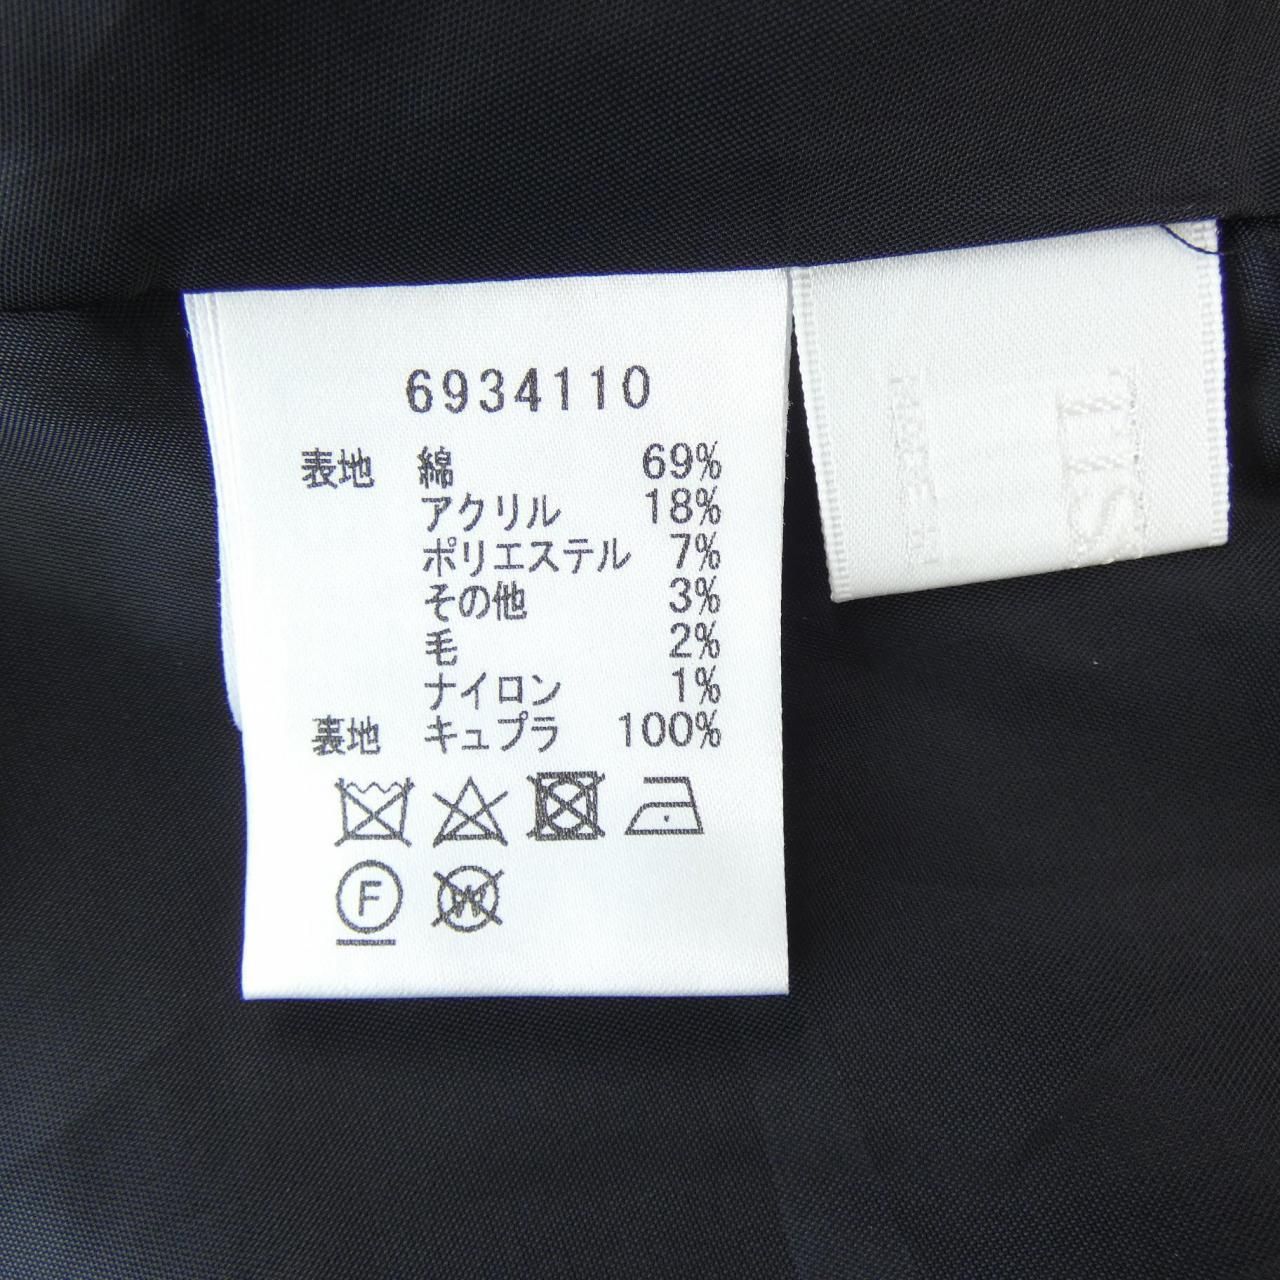 6934110
表地 綿 69%
アクリル 18%
ポリエステル 7%
その他 3%
毛 2%
ナイロン 1%
裏地 キュプラ 100%
F
W